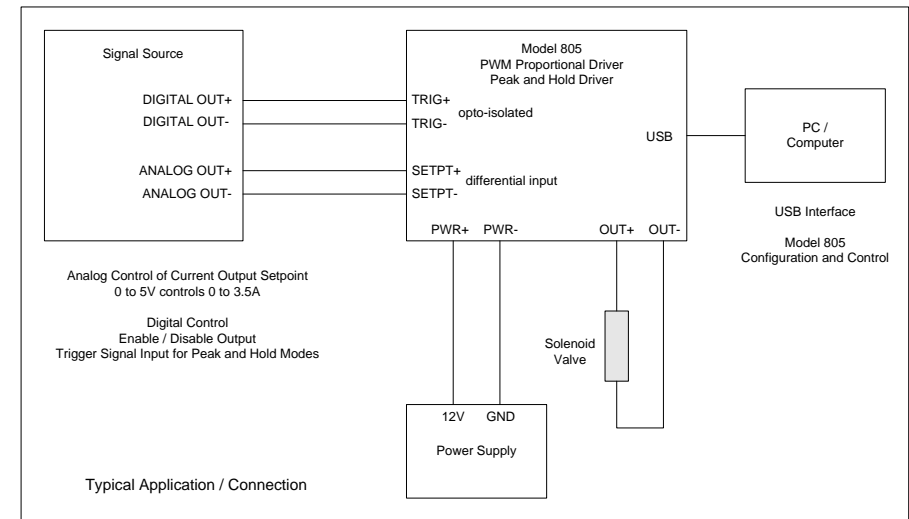 Signal Source
DIGITAL OUT+
DIGITAL OUT-
ANALOG OUT+
ANALOG OUT-
Model 805
PWM Proportional Driver
Peak and Hold Driver
TRIG+
opto-isolated
TRIG-
SETPT+
differential input
SETPT-
USB
PWR+ PWR-
OUT+ OUT-
PC /
Computer
USB Interface
Model 805
Configuration and Control
Analog Control of Current Output Setpoint
0 to 5V controls 0 to 3.5A
Digital Control
Enable / Disable Output
Trigger Signal Input for Peak and Hold Modes
Solenoid
Valve
12V GND
Power Supply
Typical Application / Connection